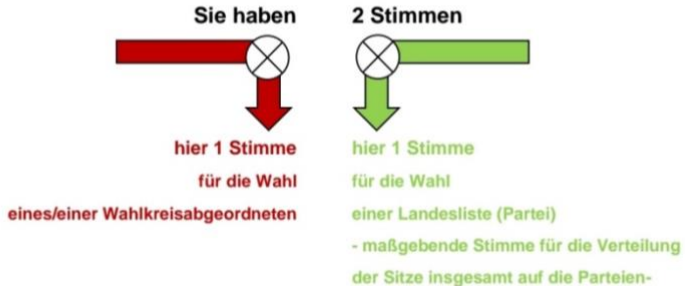 Sie haben 2 Stimmen
hier 1 Stimme
für die Wahl
eines/einer Wahlkreisabgeordneten
hier 1 Stimme
für die Wahl
einer Landesliste (Partei)
- maßgebende Stimme für die Verteilung
der Sitze insgesamt auf die Parteien-